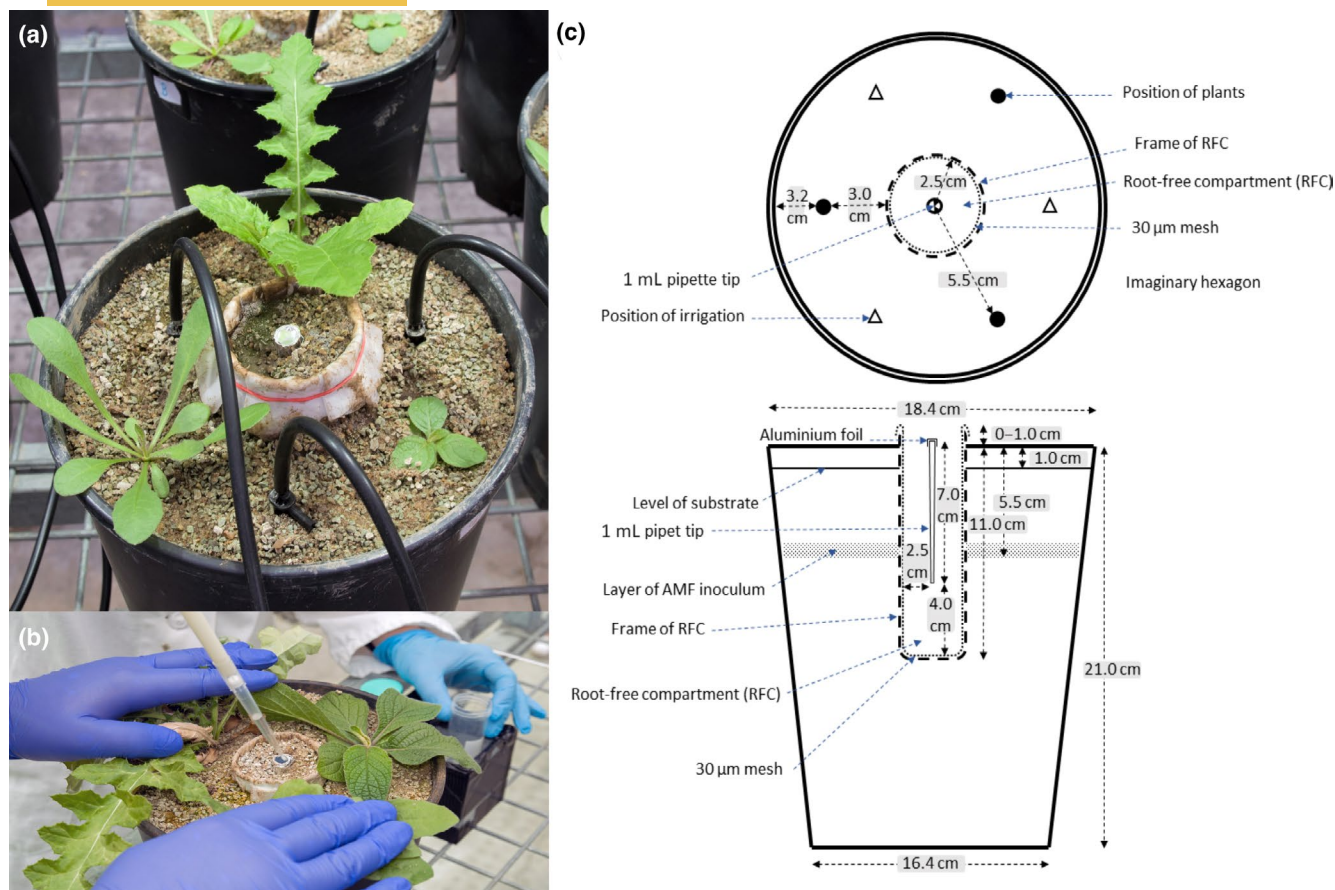 (a)
(b)
(c)
Position of plants
Frame of RFC
2.5 cm
Root-free compartment (RFC)
3.2
cm
3.0
cm
30 µm mesh
1 mL pipette tip
5.5 cm
Imaginary hexagon
Position of irrigation
18.4 cm
Aluminium foil
0–1.0 cm
1.0 cm
Level of substrate
7.0
cm
5.5 cm
1 mL pipet tip
11.0 cm
2.5
cm
Layer of AMF inoculum
4.0
cm
Frame of RFC
21.0 cm
Root-free compartment (RFC)
30 µm mesh
16.4 cm